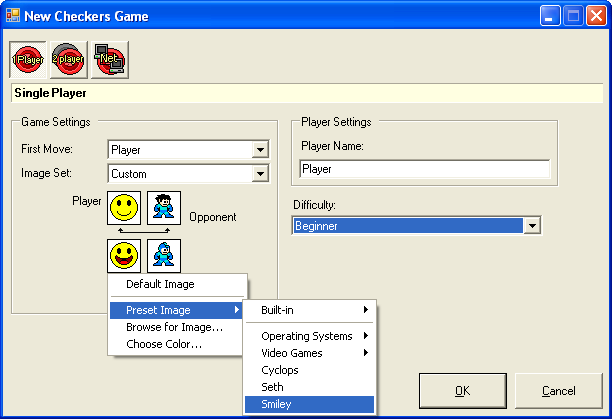 New Checkers Game
1 Player
2 player
Net
Single Player
Game Settings
First Move:
Player
Image Set:
Custom
Player
Opponent
Player Settings
Player Name:
Player
Difficulty:
Beginner
Default Image
Preset Image
Browse for Image...
Choose Color...
Built-in
Operating Systems
Video Games
Cyclops
Seth
Smiley
OK
Cancel